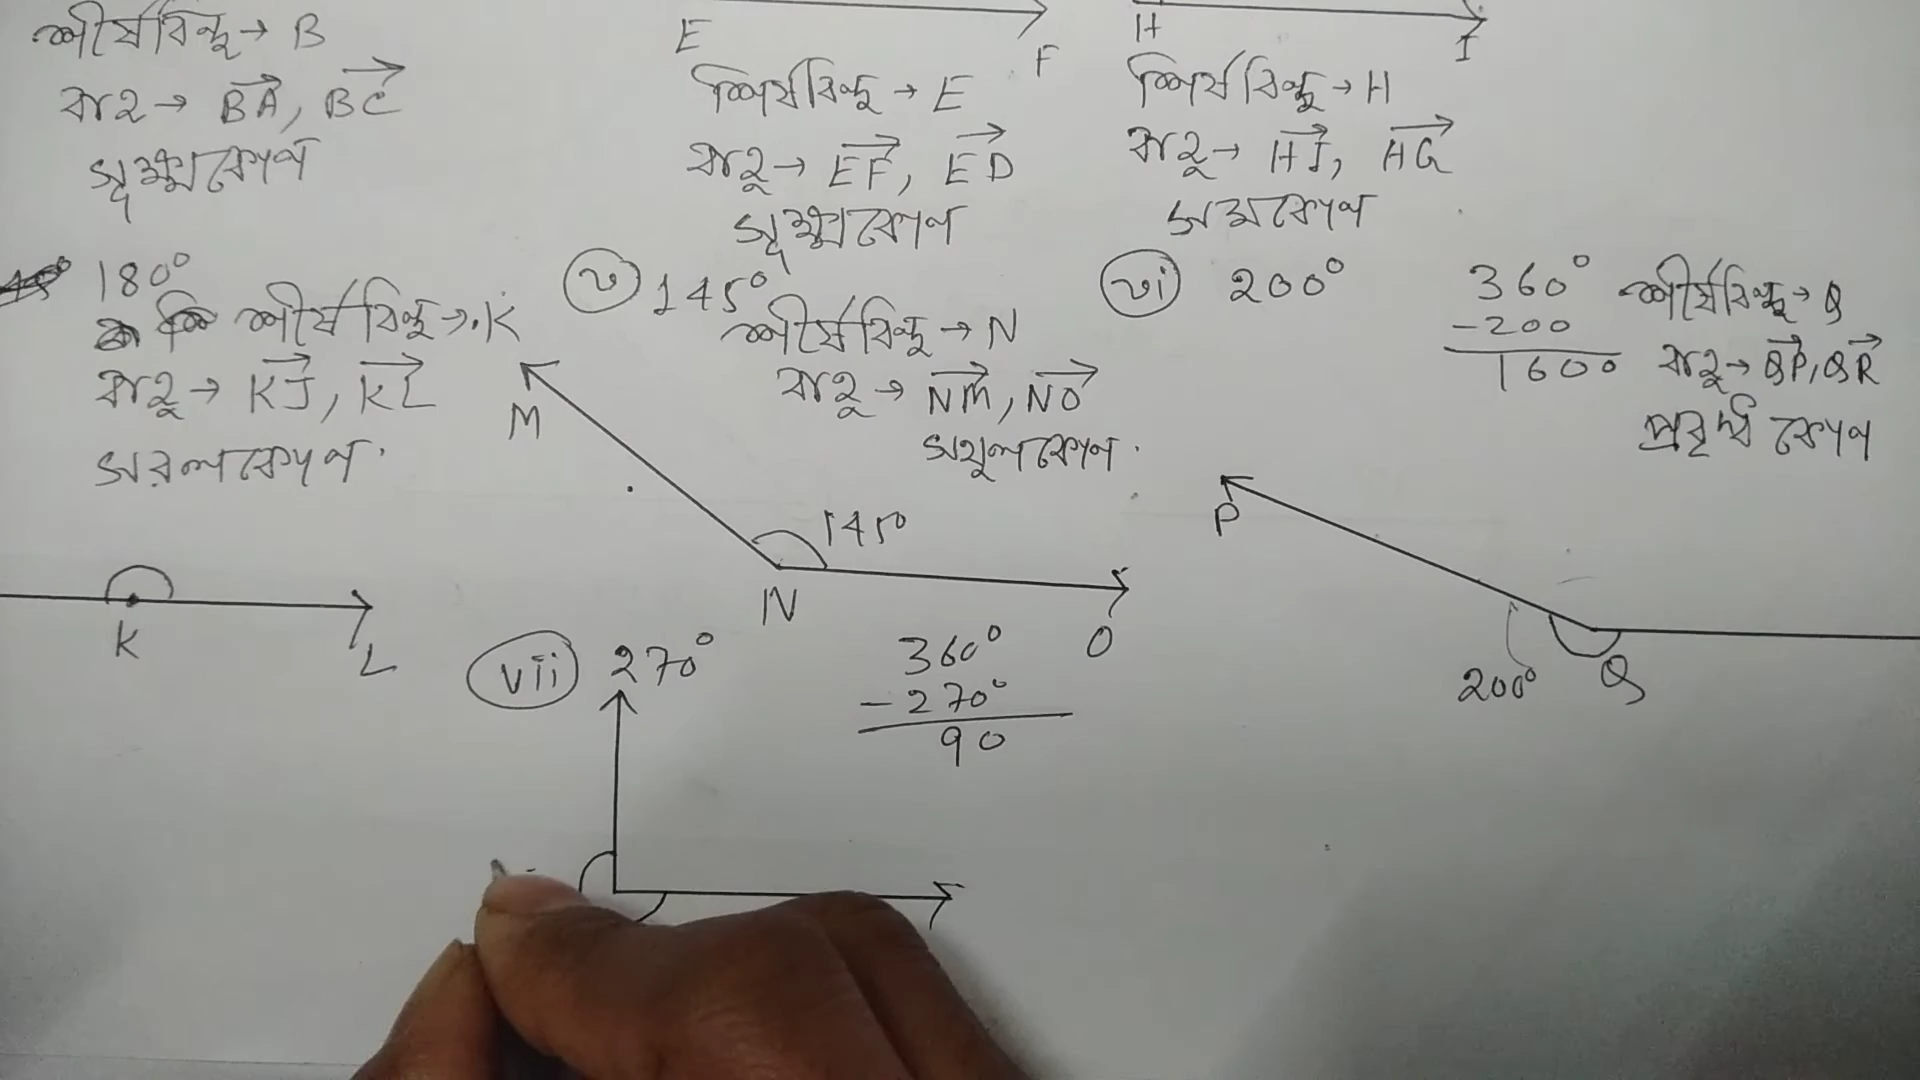 শীর্ষবিন্দু → B
বাহু → BA, BC
সূক্ষ্মকোণ
E
F
শির্ষবিন্দু → E
বাহু → EF, ED
সূক্ষ্মকোণ
H
I
শির্ষবিন্দু → H
বাহু → HI, HG
সমকোণ
180°
শীর্ষবিন্দু → K
বাহু → KJ, KL
সরলকোণ
K
L
v 145°
শীর্ষবিন্দু → N
বাহু → NM, NO
সথূলকোণ
M
145°
N
O
vi 200°
360°
-200
160°
শীর্ষবিন্দু → Q
বাহু → QP, QR
প্রবৃদ্ধ কোণ
P
200°
Q
vii 270°
360°
-270°
90